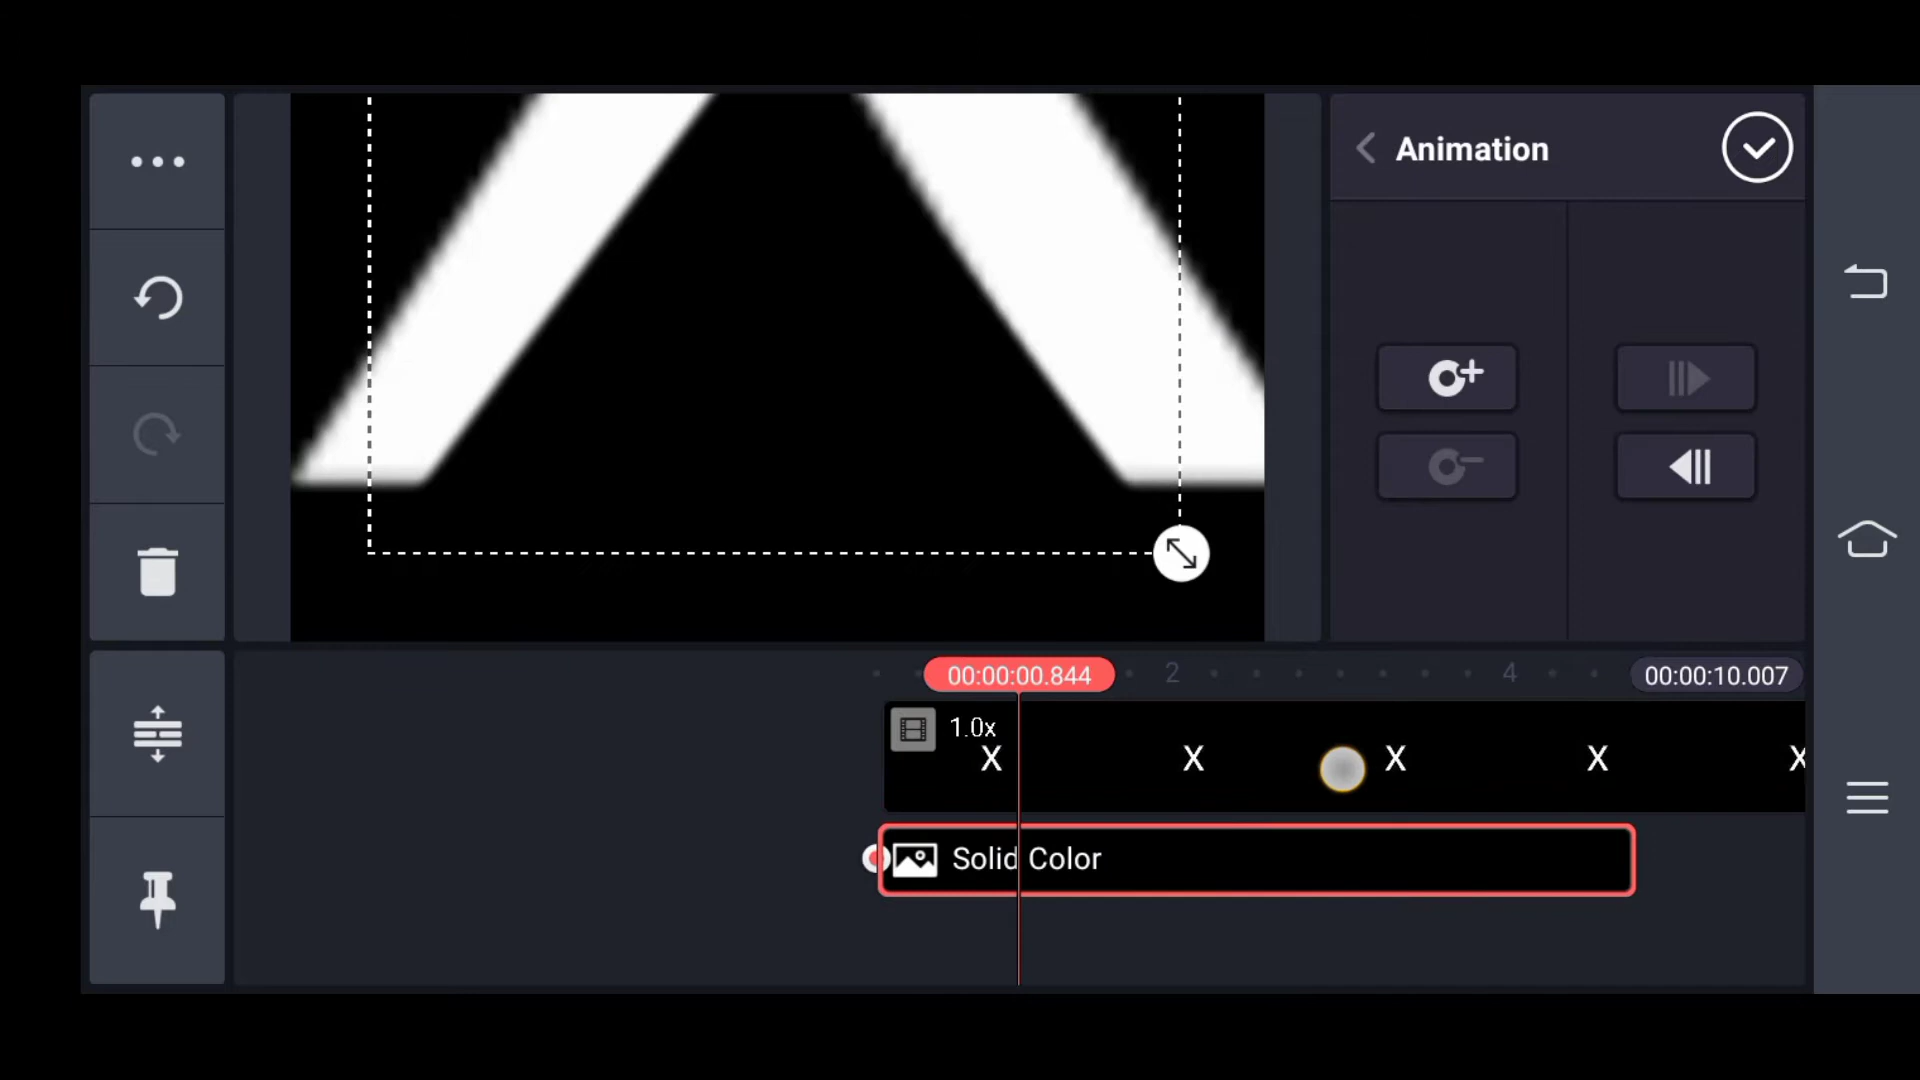 Animation
00:00:00.844
2
4
00:00:10.007
1.0x
X X X X X
Solid Color